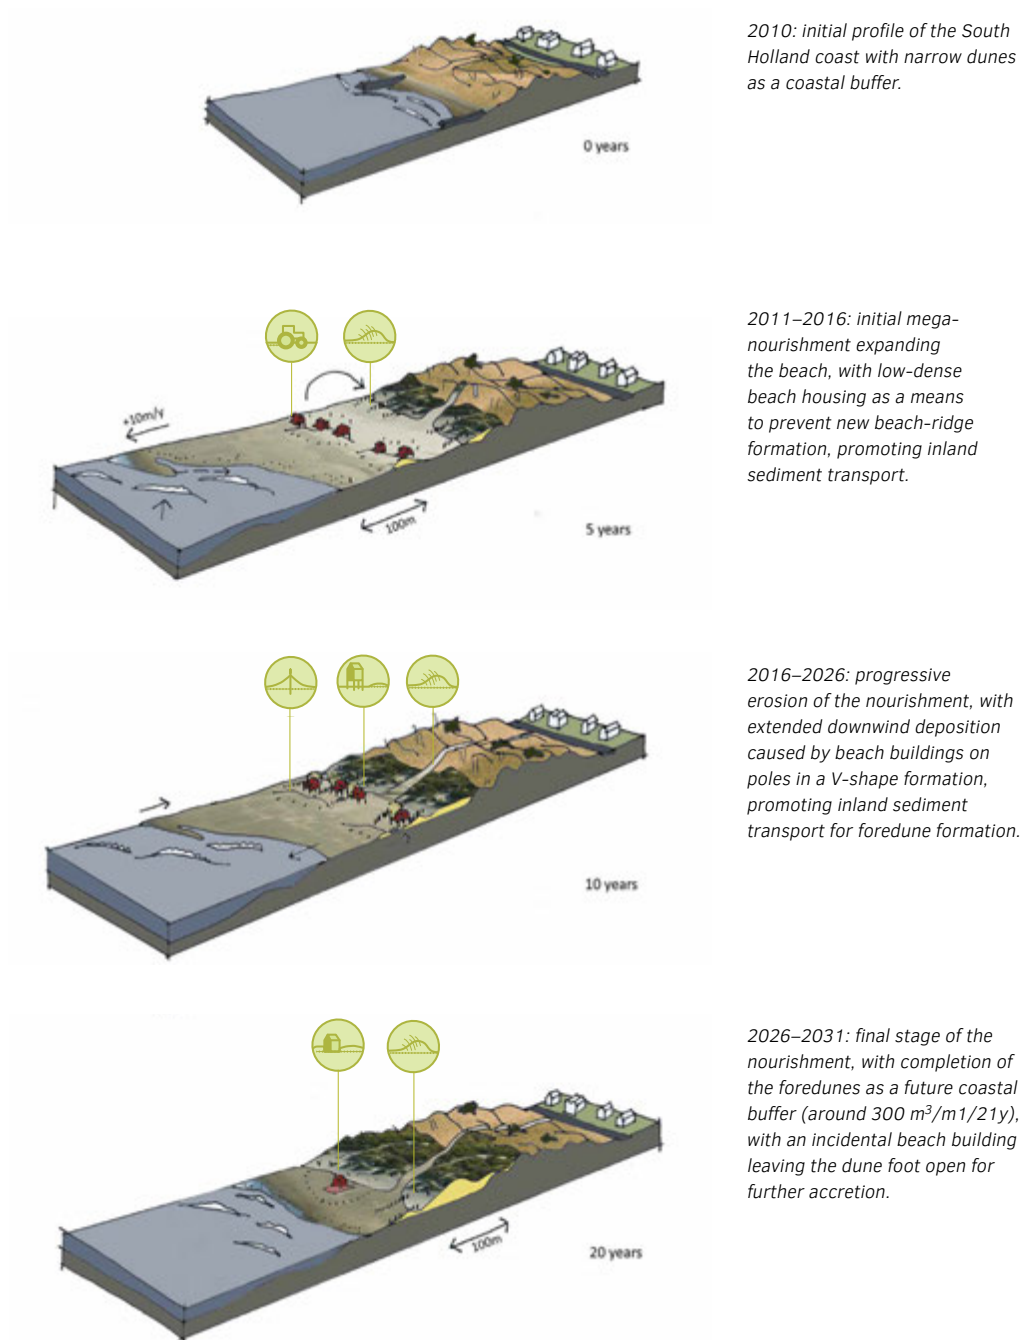 2010: initial profile of the South
Holland coast with narrow dunes
as a coastal buffer.
0 years
2011–2016: initial mega-
nourishment expanding
the beach, with low-dense
beach housing as a means
to prevent new beach-ridge
formation, promoting inland
sediment transport.
+10m/y
100m
5 years
2016–2026: progressive
erosion of the nourishment, with
extended downwind deposition
caused by beach buildings on
poles in a V-shape formation,
promoting inland sediment
transport for foredune formation.
10 years
2026–2031: final stage of the
nourishment, with completion of
the foredunes as a future coastal
buffer (around 300 m³/m1/21y),
with an incidental beach building
leaving the dune foot open for
further accretion.
100m
20 years